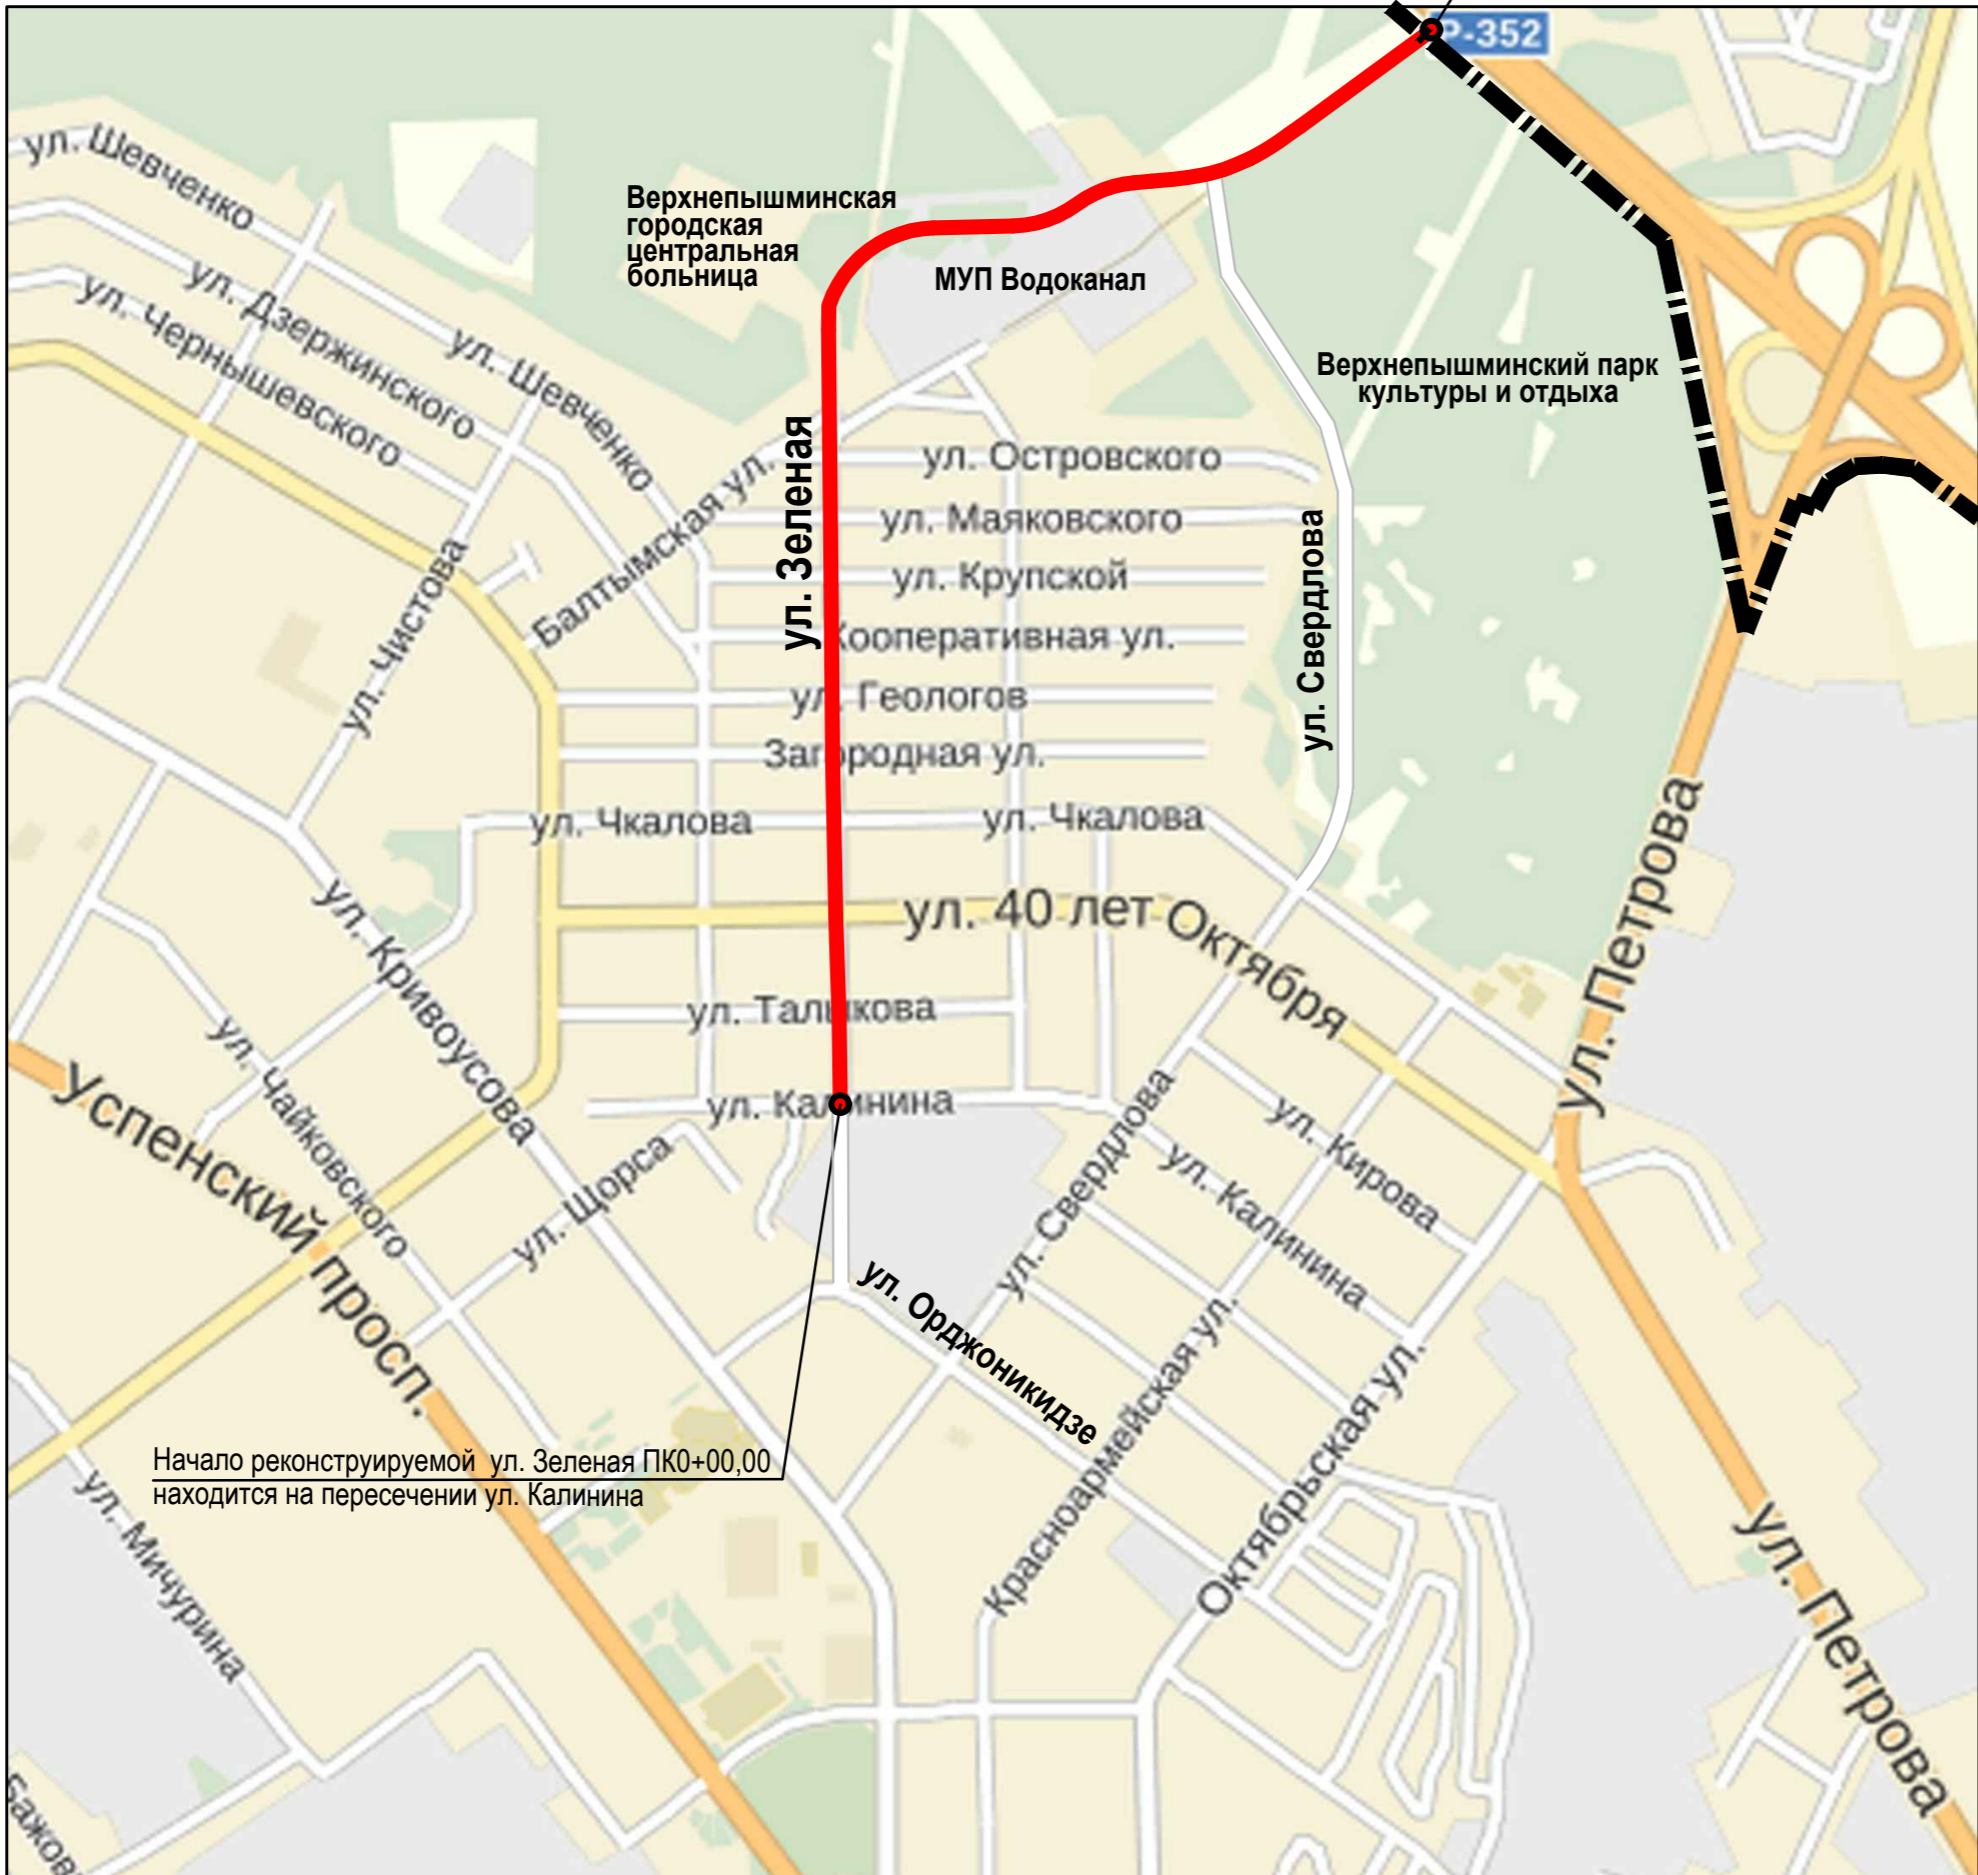 Р-352
ул. Шевченко
Верхнепышминская
городская
центральная
больница
МУП Водоканал
ул. Дзержинского
ул. Чернышевского
ул. Шевченко
Верхнепышминский парк
культуры и отдыха
ул. Зеленая
Балтымская ул.
ул. Островского
ул. Маяковского
ул. Свердлова
ул. Чистова
ул. Крупской
Кооперативная ул.
ул. Геологов
Загородная ул.
ул. Чкалова
ул. Чкалова
ул. Петрова
ул. Кривоусова
ул. 40 лет Октября
ул. Талыкова
ул. Калинина
Успенский просп.
ул. Чайковского
ул. Щорса
ул. Свердлова
ул. Кирова
ул. Калинина
ул. Орджоникидзе
Красноармейская ул.
Октябрьская ул.
Начало реконструируемой ул. Зеленая ПК0+00,00
находится на пересечении ул. Калинина
ул. Мичурина
ул. Петрова